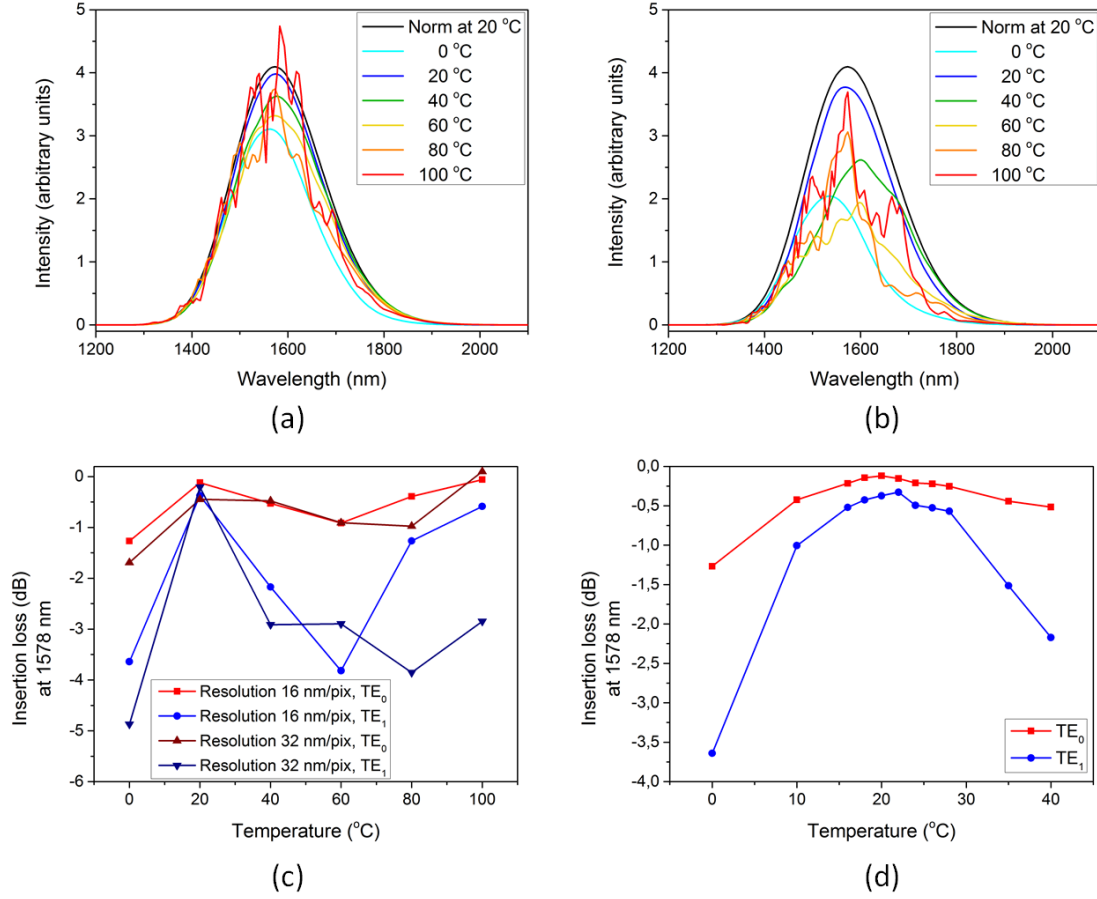 5
4
3
2
1
0
Intensity (arbitrary units)
1200 1400 1600 1800 2000
Wavelength (nm)
Norm at 20 °C
0 °C
20 °C
40 °C
60 °C
80 °C
100 °C
(a)
5
4
3
2
1
0
Intensity (arbitrary units)
1200 1400 1600 1800 2000
Wavelength (nm)
Norm at 20 °C
0 °C
20 °C
40 °C
60 °C
80 °C
100 °C
(b)
0
-1
-2
-3
-4
-5
-6
Insertion loss (dB)
at 1578 nm
Resolution 16 nm/pix, TE₀
Resolution 16 nm/pix, TE₁
Resolution 32 nm/pix, TE₀
Resolution 32 nm/pix, TE₁
0 20 40 60 80 100
Temperature (°C)
(c)
0,0
-0,5
-1,0
-1,5
-2,0
-2,5
-3,0
-3,5
-4,0
Insertion loss (dB)
at 1578 nm
TE₀
TE₁
0 10 20 30 40
Temperature (°C)
(d)